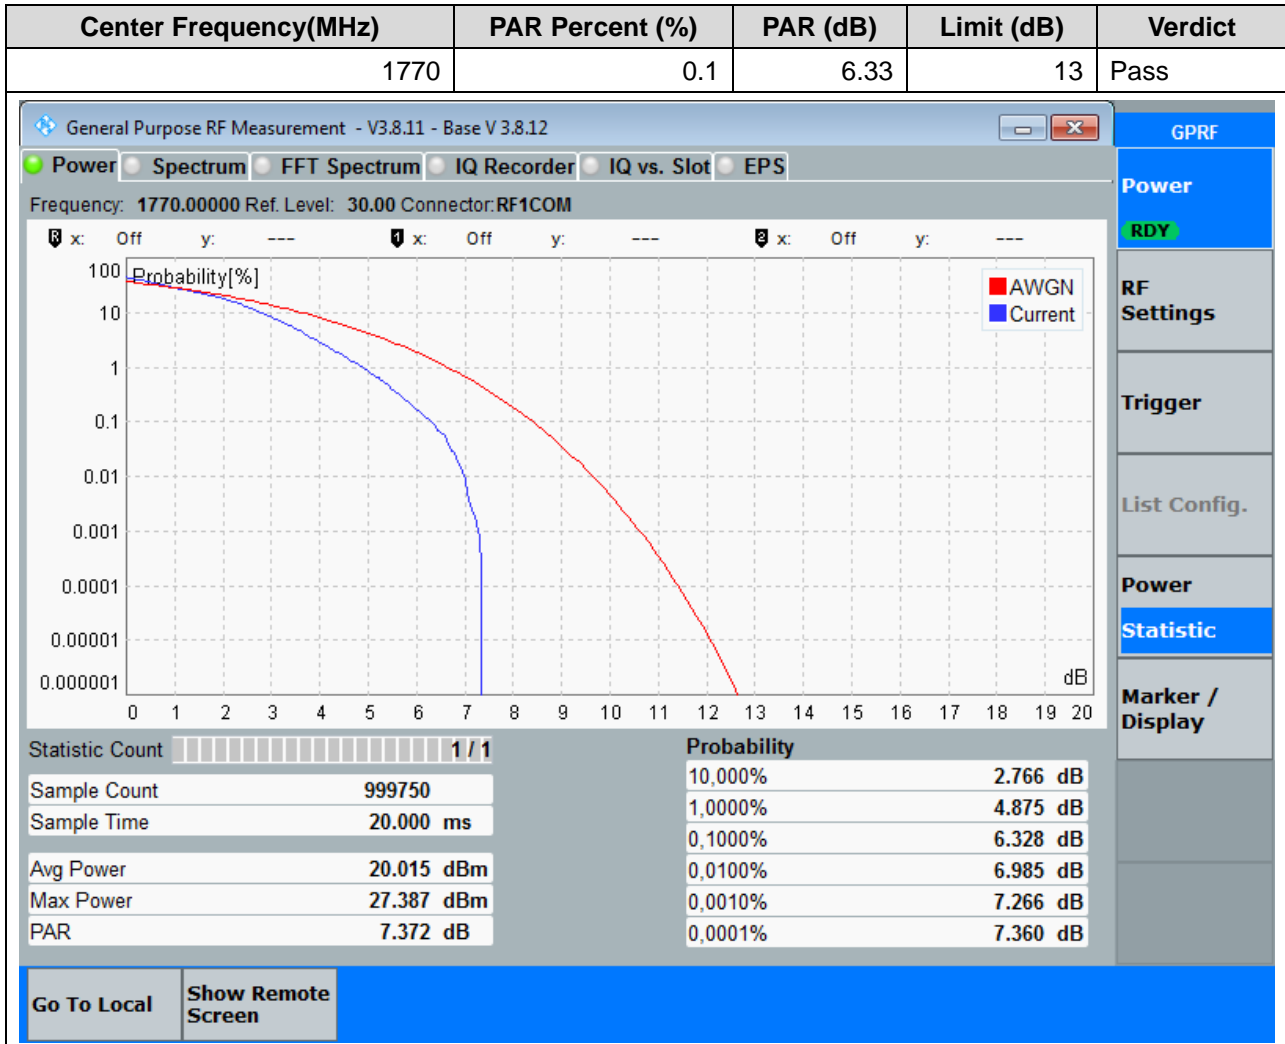 Center Frequency(MHz) PAR Percent (%) PAR (dB) Limit (dB) Verdict
1770 0.1 6.33 13 Pass
General Purpose RF Measurement - V3.8.11 - Base V 3.8.12
GPRF
Power Spectrum FFT Spectrum IQ Recorder IQ vs. Slot EPS
Frequency: 1770.00000 Ref. Level: 30.00 Connector:RF1COM
R x: Off y: --- 1 x: Off y: --- 2 x: Off y: ---
Probability[%]
AWGN
Current
100
10
1
0.1
0.01
0.001
0.0001
0.00001
0.000001
dB
0 1 2 3 4 5 6 7 8 9 10 11 12 13 14 15 16 17 18 19 20
Statistic Count 1 / 1
Sample Count 999750
Sample Time 20.000 ms
Avg Power 20.015 dBm
Max Power 27.387 dBm
PAR 7.372 dB
Probability
10,000% 2.766 dB
1,0000% 4.875 dB
0,1000% 6.328 dB
0,0100% 6.985 dB
0,0010% 7.266 dB
0,0001% 7.360 dB
Power
RDY
RF
Settings
Trigger
List Config.
Power
Statistic
Marker /
Display
Go To Local
Show Remote
Screen